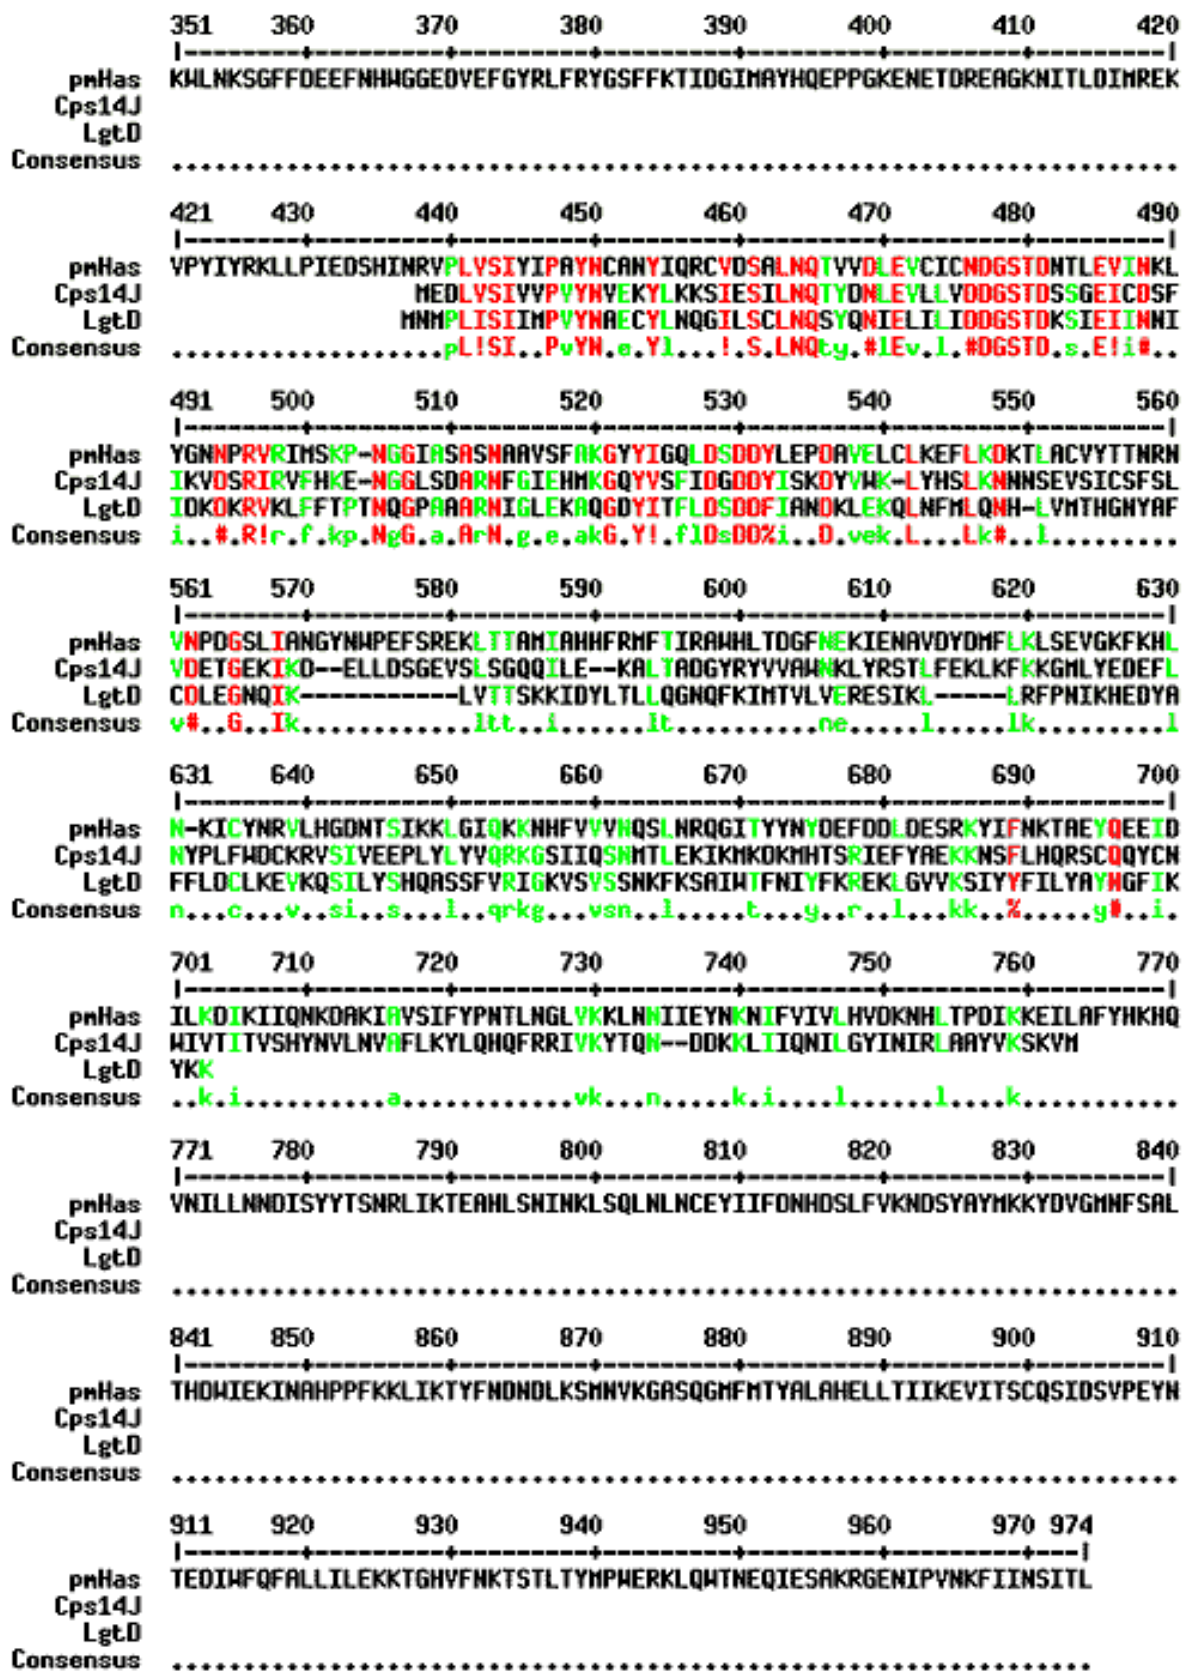 351 360 370 380 390 400 410 420
|--------+---------+---------+---------+---------+---------+---------|
pmHas KWLNKSGFFDEEFNHWGGEDVEFGYRLFRYGSFFKTIDGIMAYHQEPPGKENETDREAGKNITLDIMREK
Cps14J
LgtD
Consensus ......................................................................
421 430 440 450 460 470 480 490
|--------+---------+---------+---------+---------+---------+---------|
pmHas VPYIYRKLLPIEDSHINRVPLVSIYIPAYNCANYIQRCVDSALNQTVVDLEVCICNDGSTDNTLEVINKL
Cps14J MEDLVSIVVPVYNVEKYLKKSIESILNQTYDNLEVLLVDDGSTDSSGEICDSF
LgtD MNMPLISIIMPVYNAECYLNQGILSCLNQSYQNIELILIDDGSTDKSIEIINNI
Consensus ...................pL!SI..PvYN.e.Yl...!.S.LNQty.#lEv.l.#DGSTD.s.E!i#..
491 500 510 520 530 540 550 560
|--------+---------+---------+---------+---------+---------+---------|
pmHas YGNNPRVRIMSKP-NGGIASASNAAVSFAKGYYIGQLDSDDYLEPDAVELCLKEFLKDKTLACVYTTNRN
Cps14J IKVDSRIRVFHKE-NGGLSDARNFGIEHMKGQYVSFIDGDDYISKDYVWK-LYHSLKNNNSEVSICSFSL
LgtD IDKDKRVKLFFTPTNQGPAAARNIGLEKAQGDYITFLDSDDFIANDKLEKQLNFMLQNH-LVMTHGNYAF
Consensus i..#.R!r.f.kp.NgG.a.ArN.g.e.akG.Y!.flDsDD%i..D.vek.L...Lk#..l.........
561 570 580 590 600 610 620 630
|--------+---------+---------+---------+---------+---------+---------|
pmHas VNPDGSLIANGYNWPEFSREKLTTAMIAHHFRMFTIRAWHLTDGFNEKIENAVDYDMFLKLSEVGKFKHL
Cps14J VDETGEKIKD--ELLDSGEVSLSGQQILE--KALTADGYRYVVAWNKLYRSTLFEKLKFKKGMLYEDEFL
LgtD CDLEGNQIK-----------LVTTSKKIDYLTLLQGNQFKIMTVLVERESIKL-----LRFPNIKHEDYA
Consensus v#..G..Ik............ltt..i......lt..........ne.....l.....lk.........l
631 640 650 660 670 680 690 700
|--------+---------+---------+---------+---------+---------+---------|
pmHas N-KICYNRVLHGDNTSIKKLGIQKKNHFVVVNQSLNRQGITYYNYDEFDDLDESRKYIFNKTAEYQEEID
Cps14J NYPLFWDCKRVSIVEEPLYLYVQRKGSIIQSNMTLEKIKMKDKMHTSRIEFYAEKKNSFLHQRSCQQYCN
LgtD FFLDCLKEVKQSILYSHQASSFVRIGKVSVSSNKFKSAIWTFNIYFKREKLGVVKSIYYFILYAYHGFIK
Consensus n...c...v..si..s...l..qrkg...vsn..l.....t...y..r..l...kk..%.....y#..i.
701 710 720 730 740 750 760 770
|--------+---------+---------+---------+---------+---------+---------|
pmHas ILKDIKIIQNKDAKIAVSIFYPNTLNGLVKKLNNIIEYNKNIFVIVLHVDKNHLTPDIKKEILAFYHKHQ
Cps14J WIVTITVSHYNVLNVAFLKYLQHQFRRIVKYTQN--DDKKLIIQNILGYINIRLAAYVKSKVM
LgtD YKK
Consensus ..k.i..........a............vk...n.....k.i....l......l....k...........
771 780 790 800 810 820 830 840
|--------+---------+---------+---------+---------+---------+---------|
pmHas VNILLNNDISYYTSNRLIKTEAHLSNINKLSQLNLNCEYIIFDNHDSLFVKNDSYAYMKKYDVGMNFSAL
Cps14J
LgtD
Consensus ......................................................................
841 850 860 870 880 890 900 910
|--------+---------+---------+---------+---------+---------+---------|
pmHas THDWIEKINAHPPFKKLIKTYFNDNDLKSMNVKGASQGMFMTYALAHELLTIIKEVITSCQSIDSVPEYN
Cps14J
LgtD
Consensus ......................................................................
911 920 930 940 950 960 970 974
|--------+---------+---------+---------+---------+---------+---|
pmHas TEDIWFQFALLILEKKTGHVFNKTSTLTYMPWERKLQWTNEQIESAKRGENIPVNKFIINSITL
Cps14J
LgtD
Consensus ................................................................